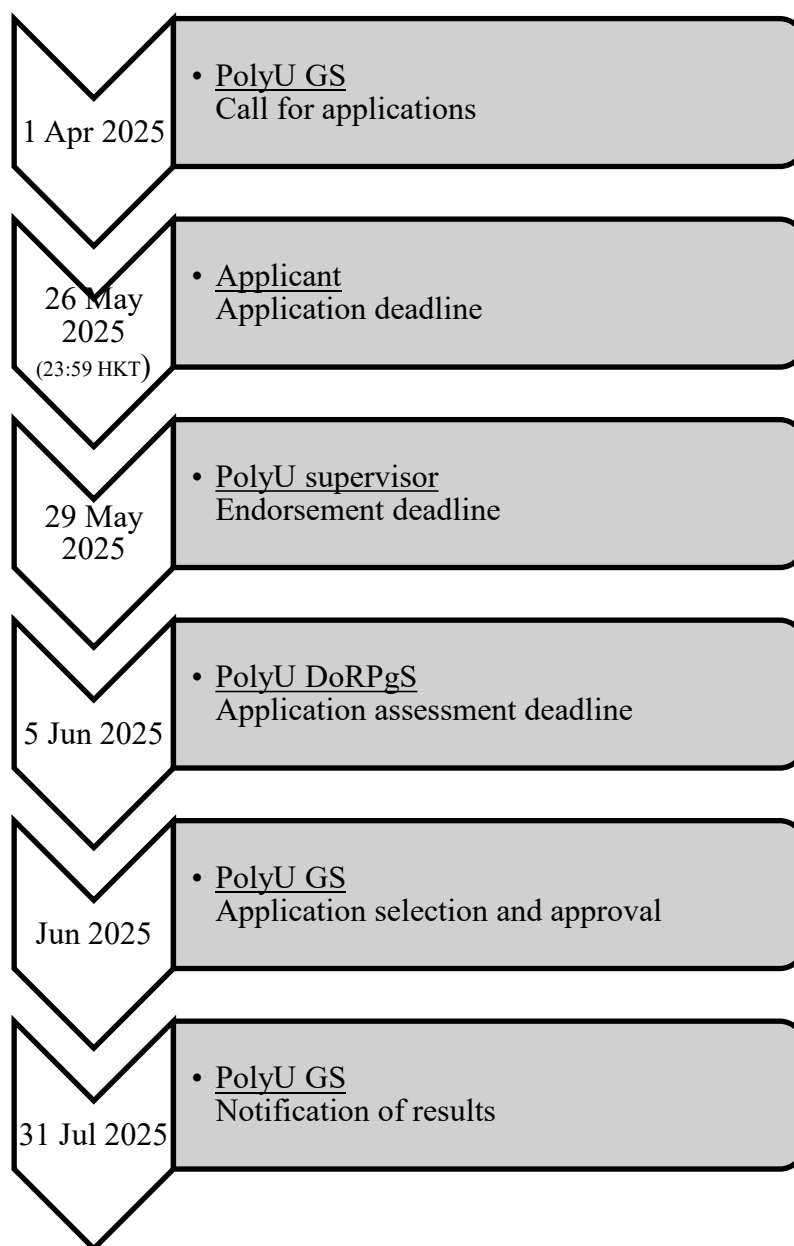 1 Apr 2025
• PolyU GS
Call for applications
26 May
2025
(23:59 HKT)
• Applicant
Application deadline
29 May
2025
• PolyU supervisor
Endorsement deadline
5 Jun 2025
• PolyU DoRPgS
Application assessment deadline
Jun 2025
• PolyU GS
Application selection and approval
31 Jul 2025
• PolyU GS
Notification of results